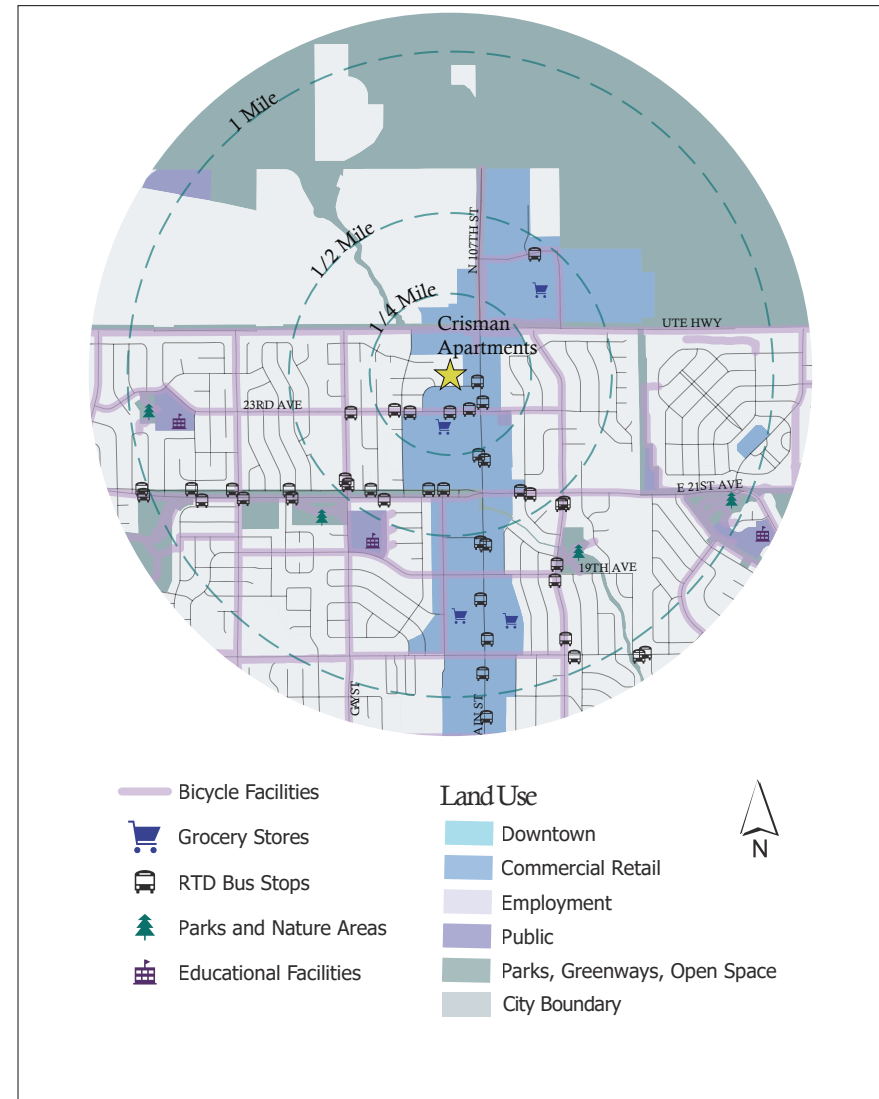 1 Mile
1/2 Mile
1/4 Mile
N 107TH ST
Crisman
Apartments
UTE HWY
23RD AVE
E 21ST AVE
19TH AVE
GAY ST
AIN ST
Bicycle Facilities
Grocery Stores
RTD Bus Stops
Parks and Nature Areas
Educational Facilities
Land Use
Downtown
Commercial Retail
Employment
Public
Parks, Greenways, Open Space
City Boundary
N